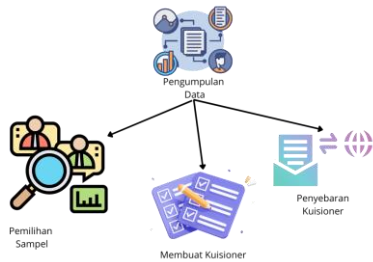 Pengumpulan
Data
Pemilihan
Sampel
Membuat Kuisioner
Penyebaran
Kuisioner